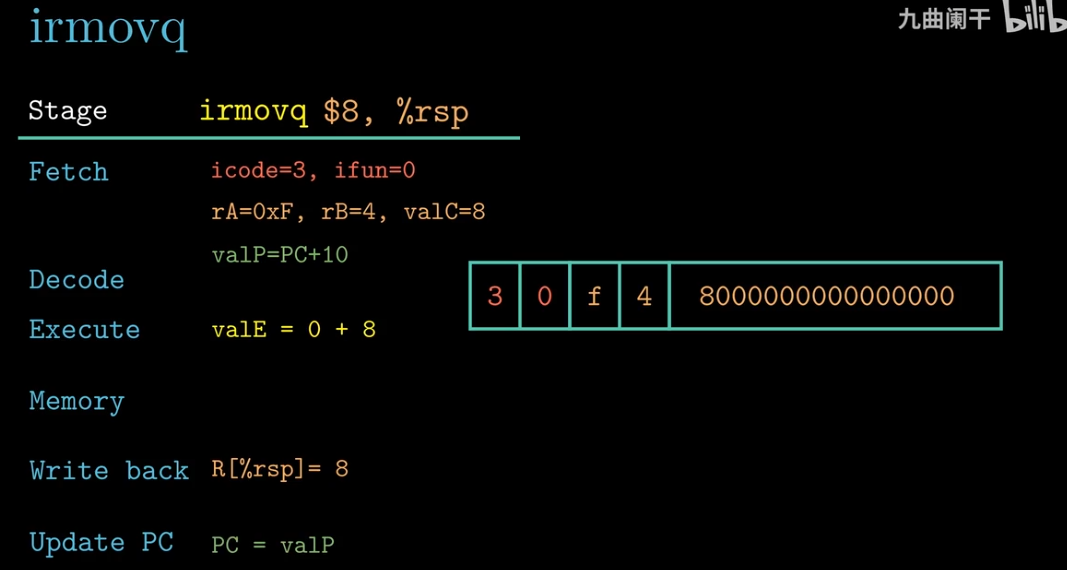 irmovq
九曲阑干 bilib
Stage irmovq $8, %rsp
Fetch icode=3, ifun=0
rA=0xF, rB=4, valC=8
valP=PC+10
Decode
3 0 f 4 8000000000000000
Execute valE = 0 + 8
Memory
Write back R[%rsp]= 8
Update PC PC = valP